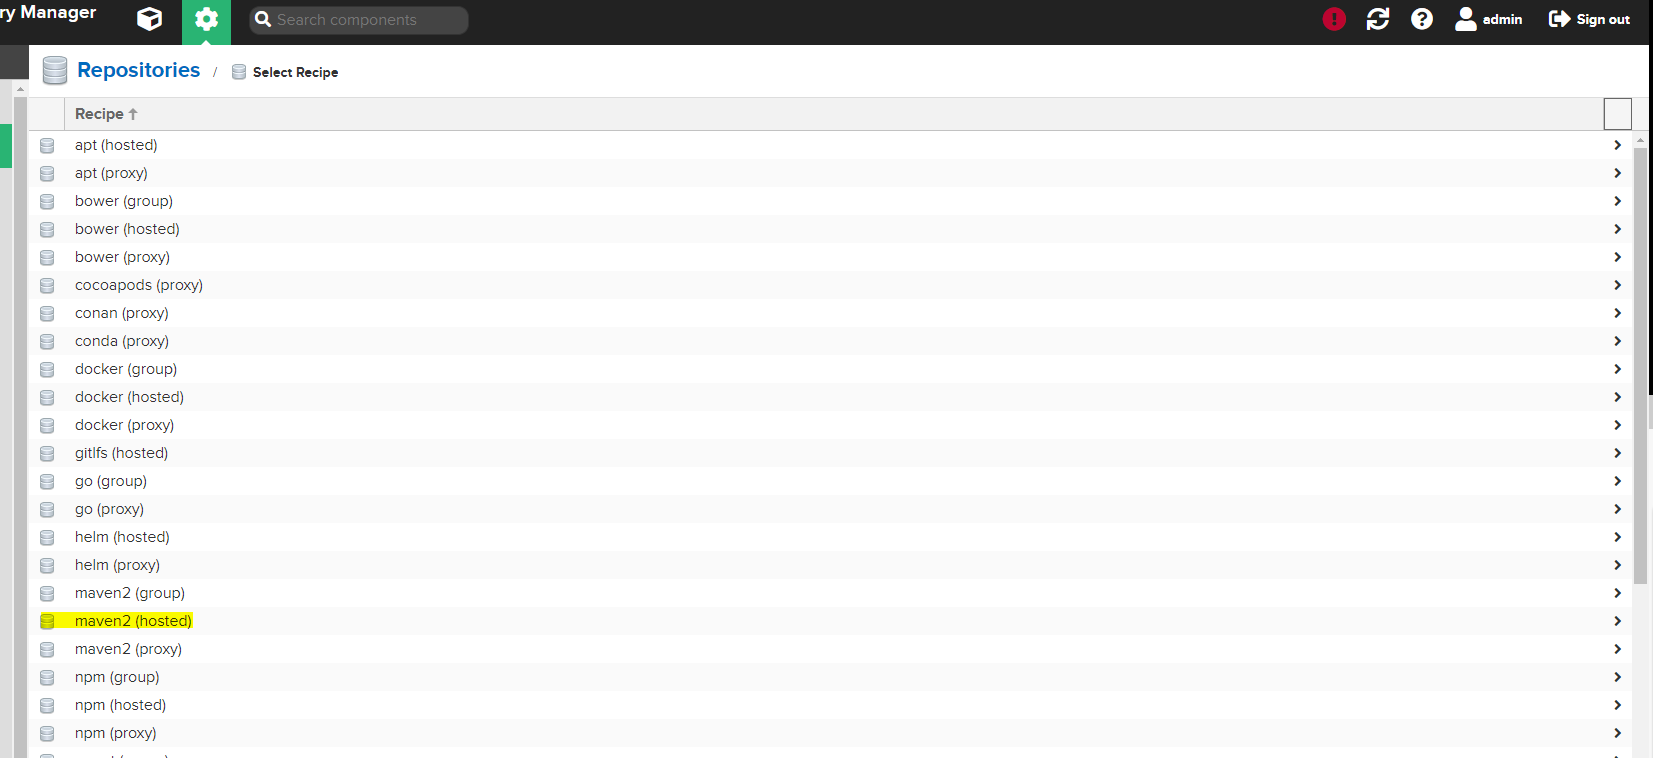 ry Manager
Search components
admin
Sign out
Repositories / Select Recipe
Recipe
apt (hosted)
apt (proxy)
bower (group)
bower (hosted)
bower (proxy)
cocoapods (proxy)
conan (proxy)
conda (proxy)
docker (group)
docker (hosted)
docker (proxy)
gitlfs (hosted)
go (group)
go (proxy)
helm (hosted)
helm (proxy)
maven2 (group)
maven2 (hosted)
maven2 (proxy)
npm (group)
npm (hosted)
npm (proxy)